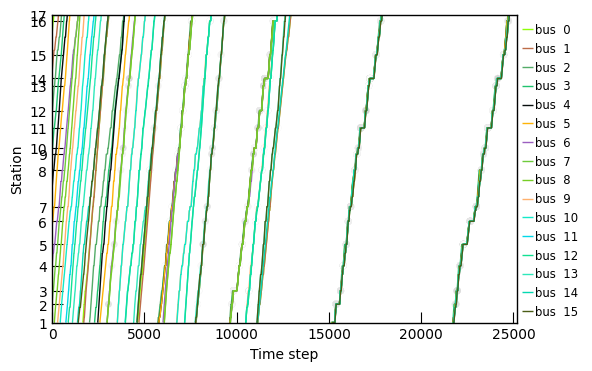 17
16
15
14
13
12
11
10
9
8
7
6
5
4
3
2
1
Station
0
5000
10000
15000
20000
25000
Time step
bus 0
bus 1
bus 2
bus 3
bus 4
bus 5
bus 6
bus 7
bus 8
bus 9
bus 10
bus 11
bus 12
bus 13
bus 14
bus 15